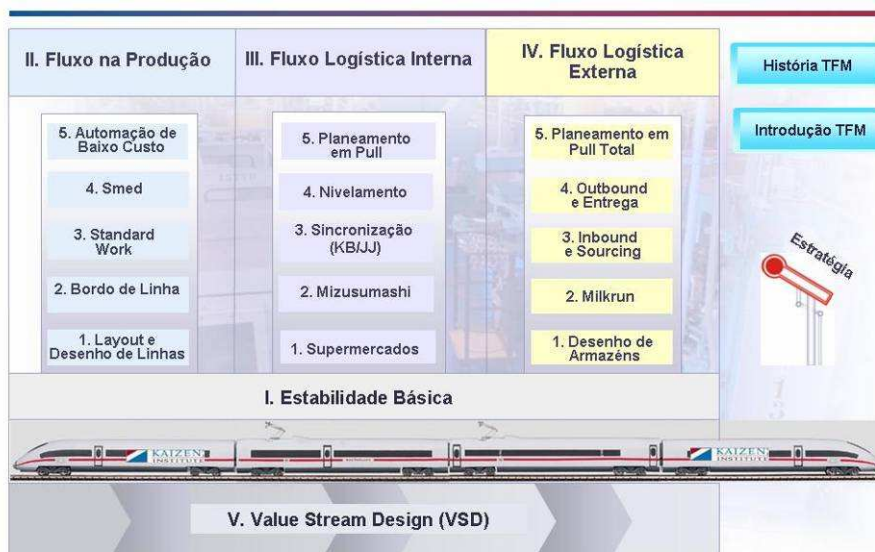 II. Fluxo na Produção
III. Fluxo Logística Interna
IV. Fluxo Logística
Externa
História TFM
Introdução TFM
5. Automação de
Baixo Custo
4. Smed
3. Standard
Work
2. Bordo de Linha
1. Layout e
Desenho de Linhas
5. Planeamento
em Pull
4. Nivelamento
3. Sincronização
(KB/JJ)
2. Mizusumashi
1. Supermercados
5. Planeamento em
Pull Total
4. Outbound
e Entrega
3. Inbound
e Sourcing
2. Milkrun
1. Desenho de
Armazéns
Estratégia
I. Estabilidade Básica
KAIZEN
INSTITUTE
KAIZEN
INSTITUTE
V. Value Stream Design (VSD)